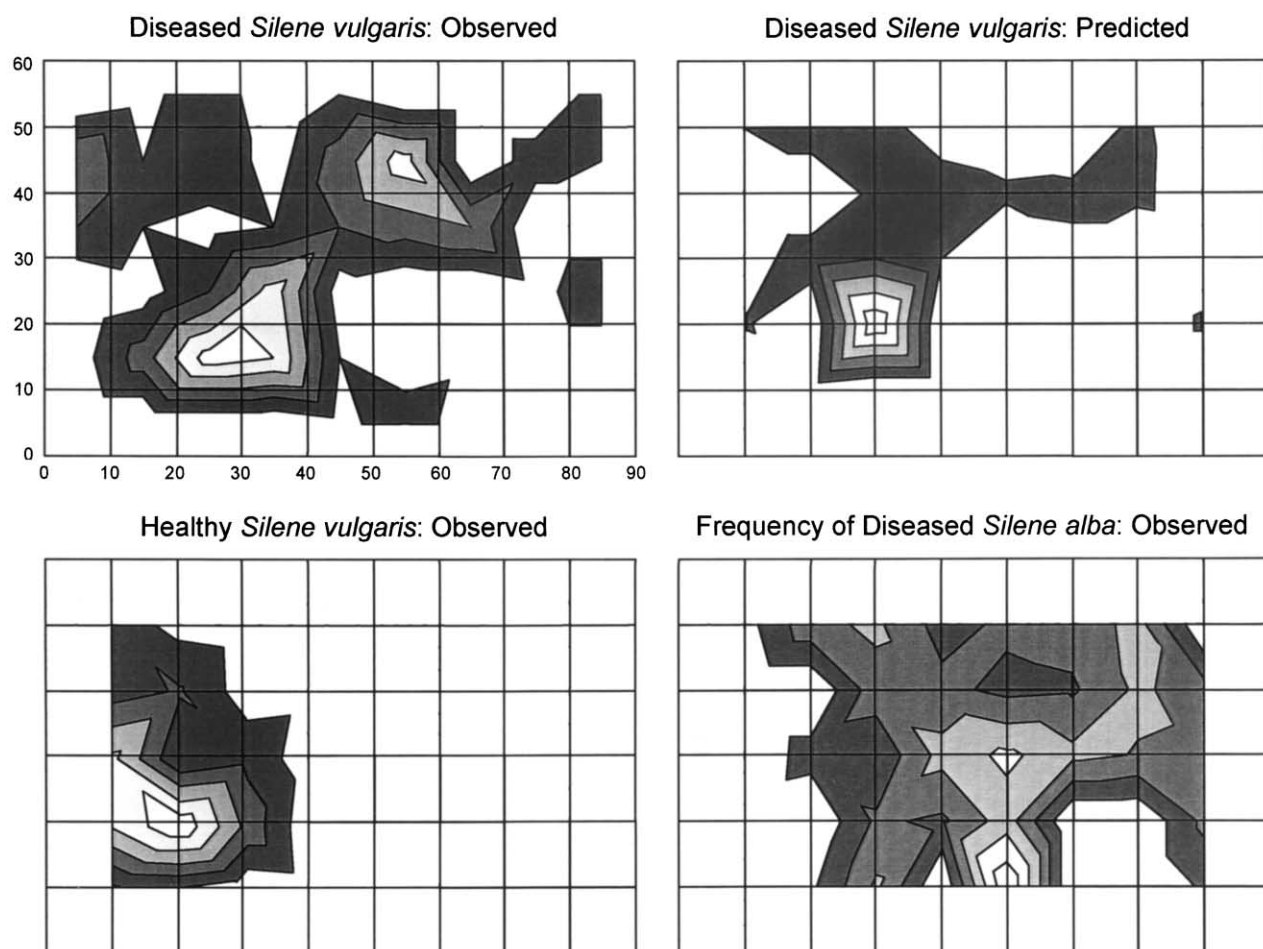 Diseased Silene vulgaris: Observed
Diseased Silene vulgaris: Predicted
60
50
40
30
20
10
0
0 10 20 30 40 50 60 70 80 90
Healthy Silene vulgaris: Observed
Frequency of Diseased Silene alba: Observed